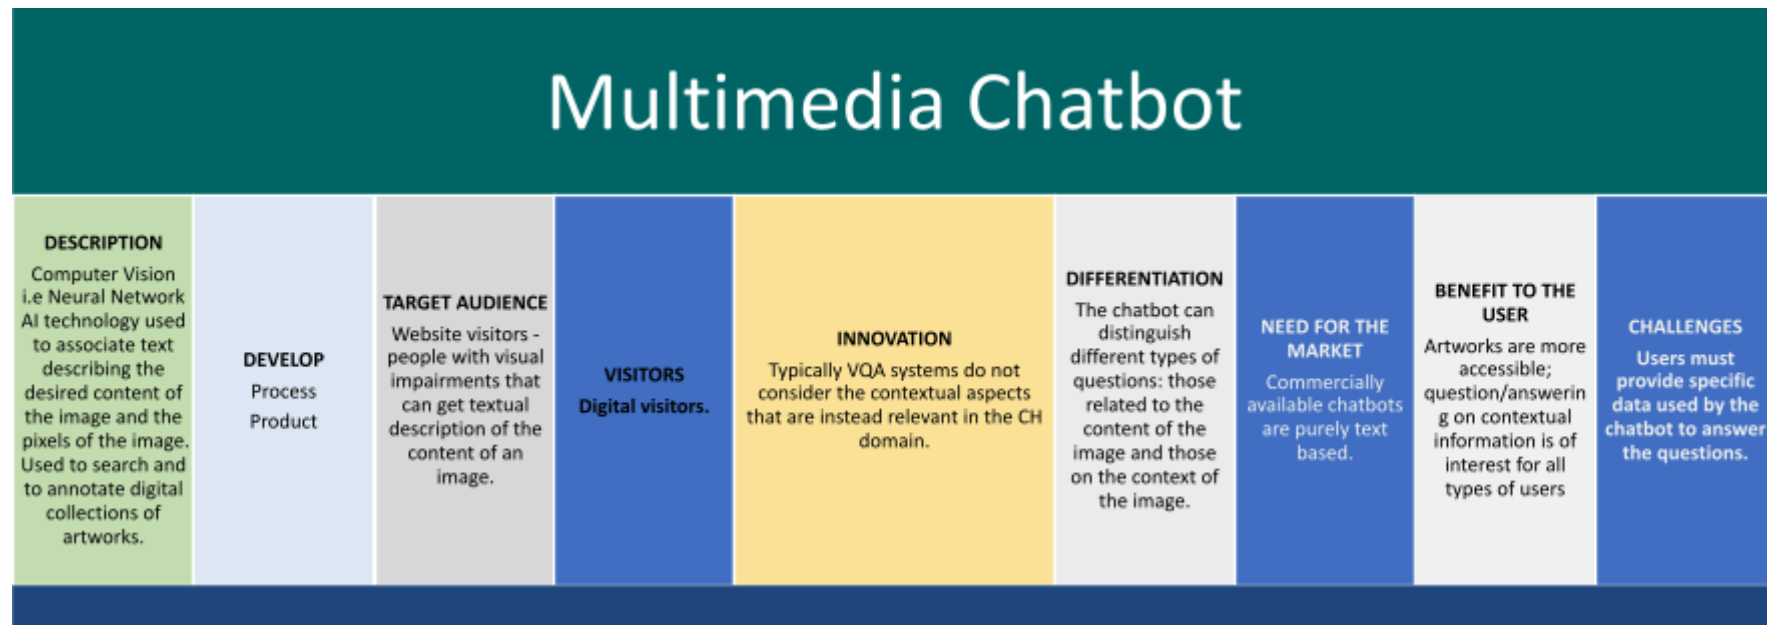 Multimedia Chatbot
DESCRIPTION
Computer Vision
i.e Neural Network
AI technology used
to associate text
describing the
desired content of
the image and the
pixels of the image.
Used to search and
to annotate digital
collections of
artworks.
DEVELOP
Process
Product
TARGET AUDIENCE
Website visitors -
people with visual
impairments that
can get textual
description of the
content of an
image.
VISITORS
Digital visitors.
INNOVATION
Typically VQA systems do not
consider the contextual aspects
that are instead relevant in the CH
domain.
DIFFERENTIATION
The chatbot can
distinguish
different types of
questions: those
related to the
content of the
image and those
on the context of
the image.
NEED FOR THE
MARKET
Commercially
available chatbots
are purely text
based.
BENEFIT TO THE
USER
Artworks are more
accessible;
question/answerin
g on contextual
information is of
interest for all
types of users
CHALLENGES
Users must
provide specific
data used by the
chatbot to answer
the questions.